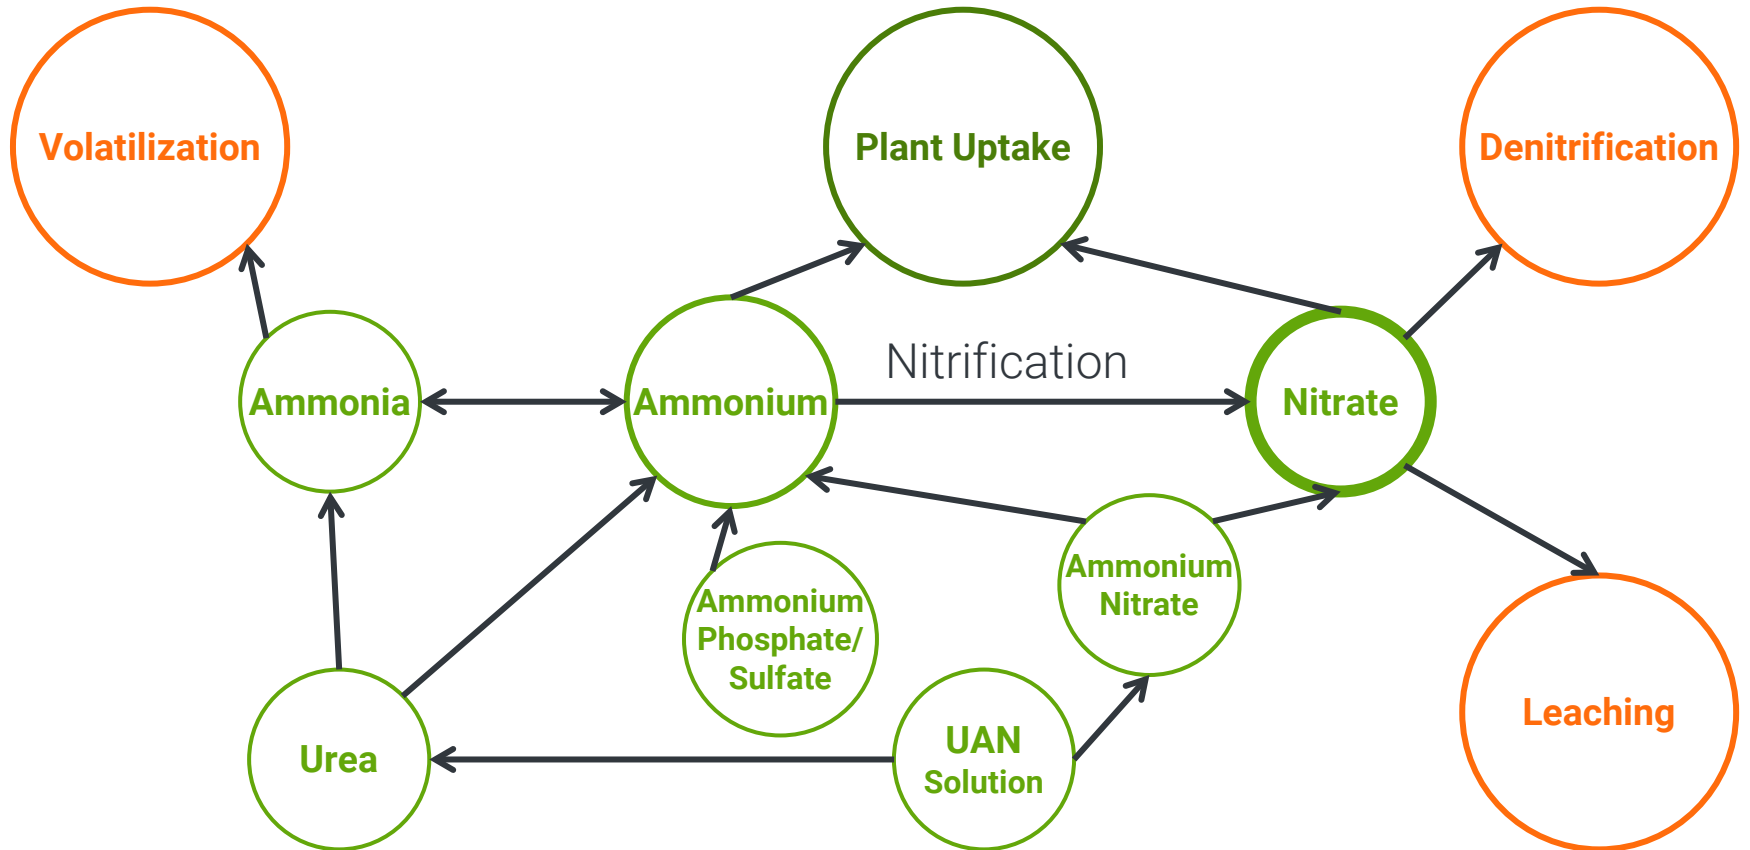 Volatilization
Plant Uptake
Denitrification
Nitrification
Ammonia
Ammonium
Nitrate
Ammonium
Nitrate
Ammonium
Phosphate/
Sulfate
Leaching
Urea
UAN
Solution